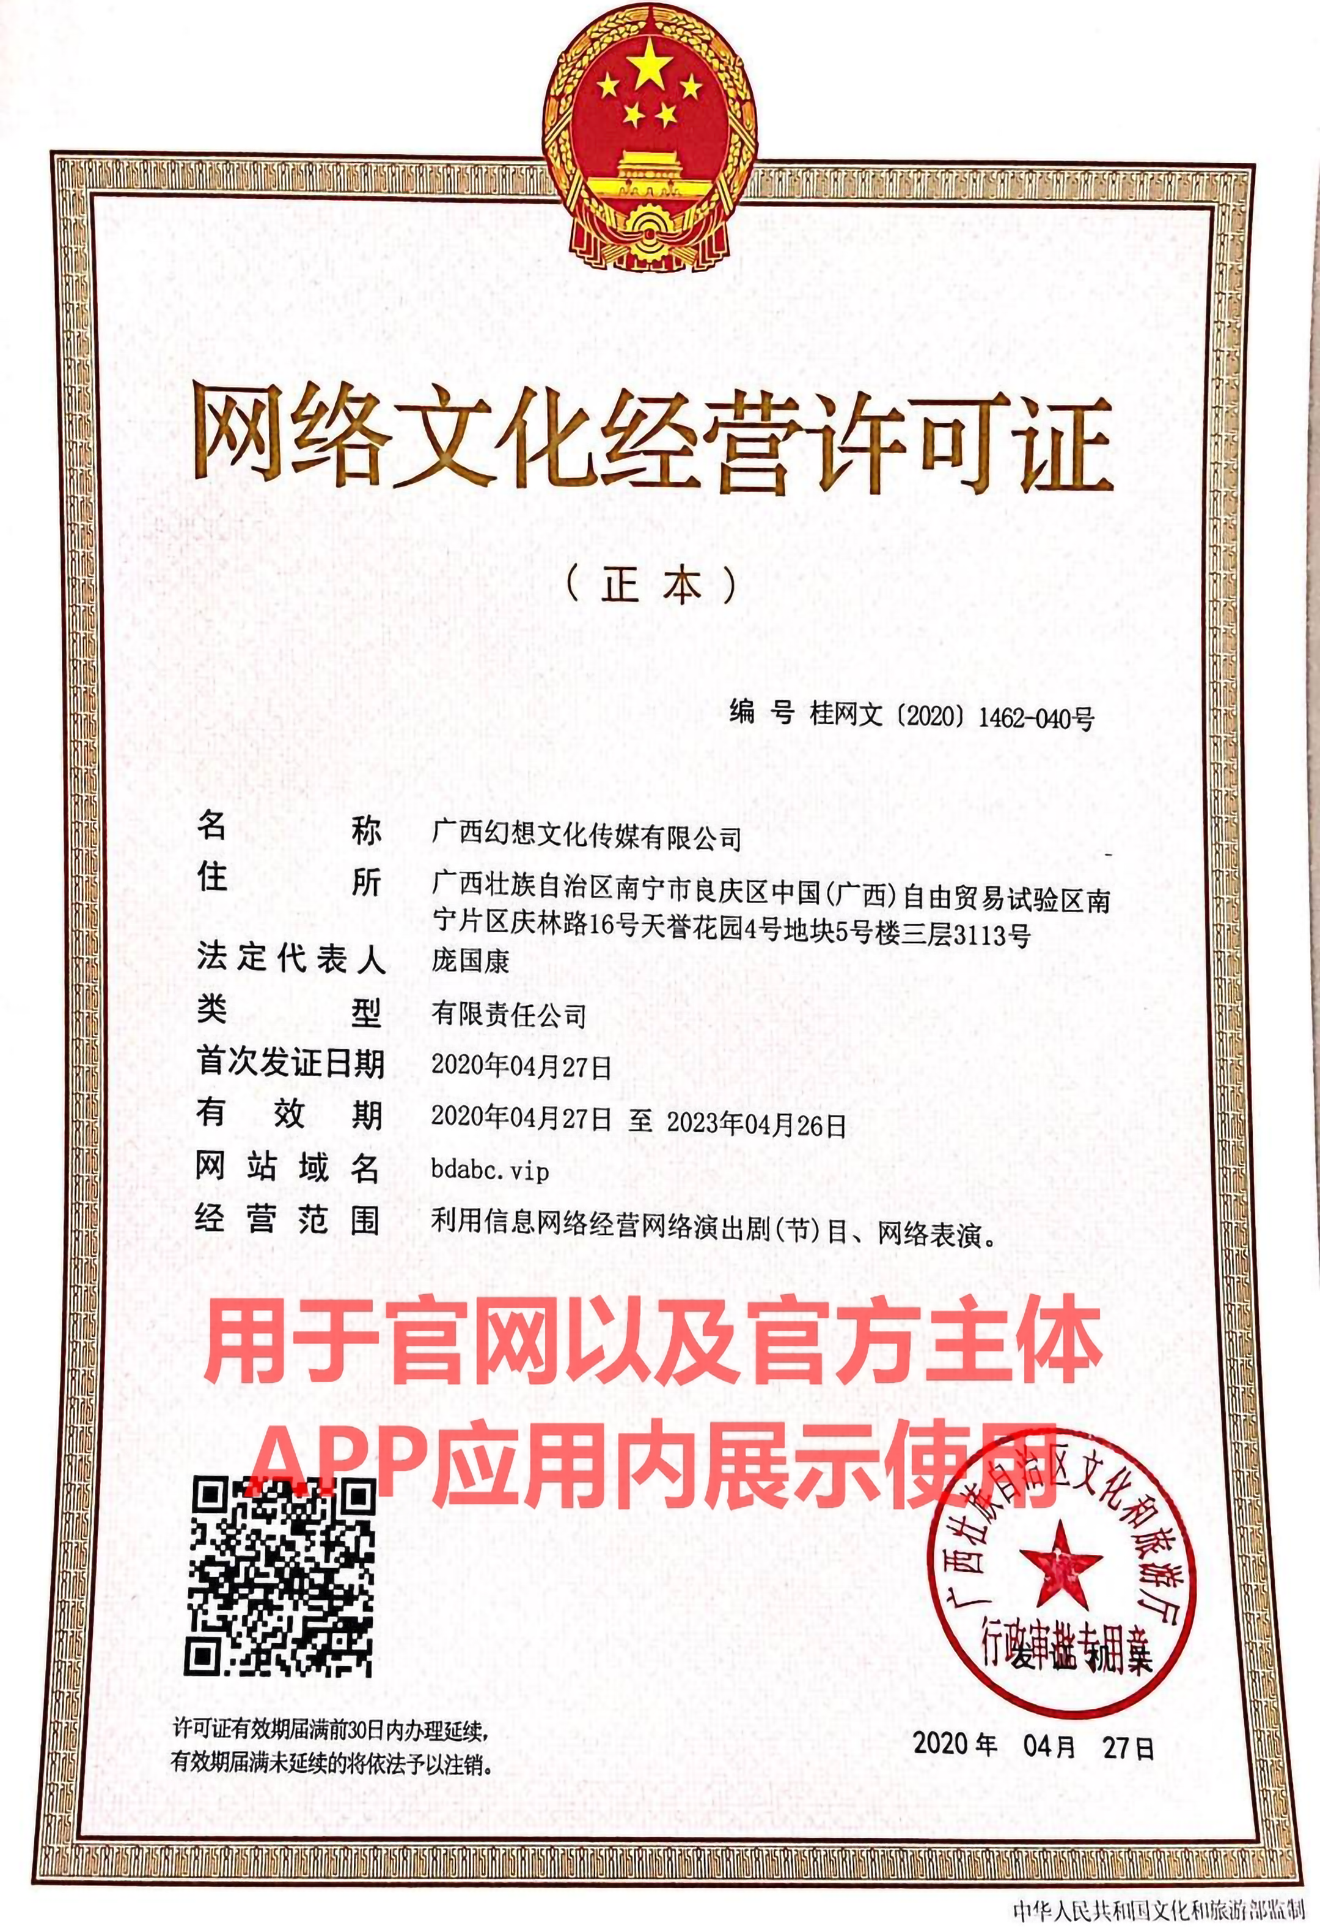 网络文化经营许可证
（正本）
编 号 桂网文〔2020〕1462-040号
名 称 广西幻想文化传媒有限公司
住 所 广西壮族自治区南宁市良庆区中国(广西)自由贸易试验区南
宁片区庆林路16号天誉花园4号地块5号楼三层3113号
法定代表人 庞国康
类 型 有限责任公司
首次发证日期 2020年04月27日
有 效 期 2020年04月27日 至 2023年04月26日
网 站 域 名 bdabc.vip
经 营 范 围 利用信息网络经营网络演出剧(节)目、网络表演。
用于官网以及官方主体
APP应用内展示使用
广西壮族自治区文化和旅游厅
行政审批专用章
发 证 机 关
许可证有效期届满前30日内办理延续，
有效期届满未延续的将依法予以注销。
2020 年 04月 27日
中华人民共和国文化和旅游部监制